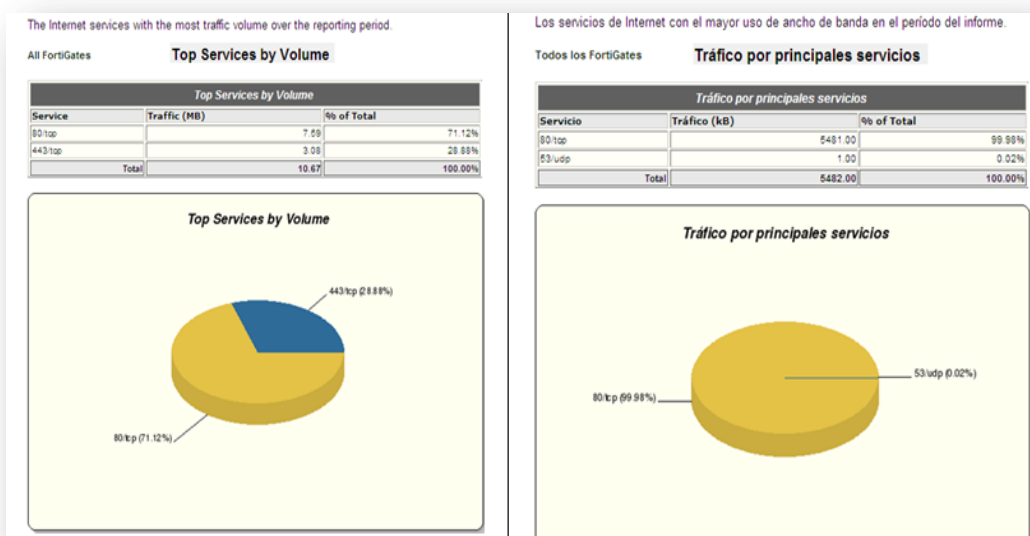 The Internet services with the most traffic volume over the reporting period.
All FortiGates
Top Services by Volume
Top Services by Volume
Service Traffic (MB) % of Total
80/tcp 7.59 71.12%
443/tcp 3.08 28.88%
Total 10.67 100.00%
Top Services by Volume
443/tcp (28.88%)
80/tcp (71.12%)
Los servicios de Internet con el mayor uso de ancho de banda en el período del informe.
Todos los FortiGates
Tráfico por principales servicios
Tráfico por principales servicios
Servicio Tráfico (kB) % of Total
80/tcp 5481.00 99.98%
53/udp 1.00 0.02%
Total 5482.00 100.00%
Tráfico por principales servicios
53/udp (0.02%)
80/tcp (99.98%)